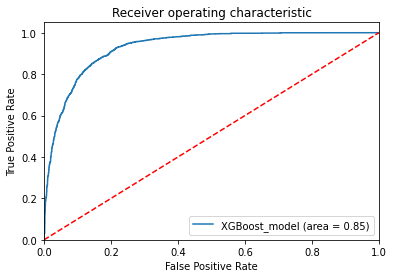 Receiver operating characteristic
1.0
0.8
0.6
0.4
0.2
0.0
True Positive Rate
XGBoost_model (area = 0.85)
0.0 0.2 0.4 0.6 0.8 1.0
False Positive Rate